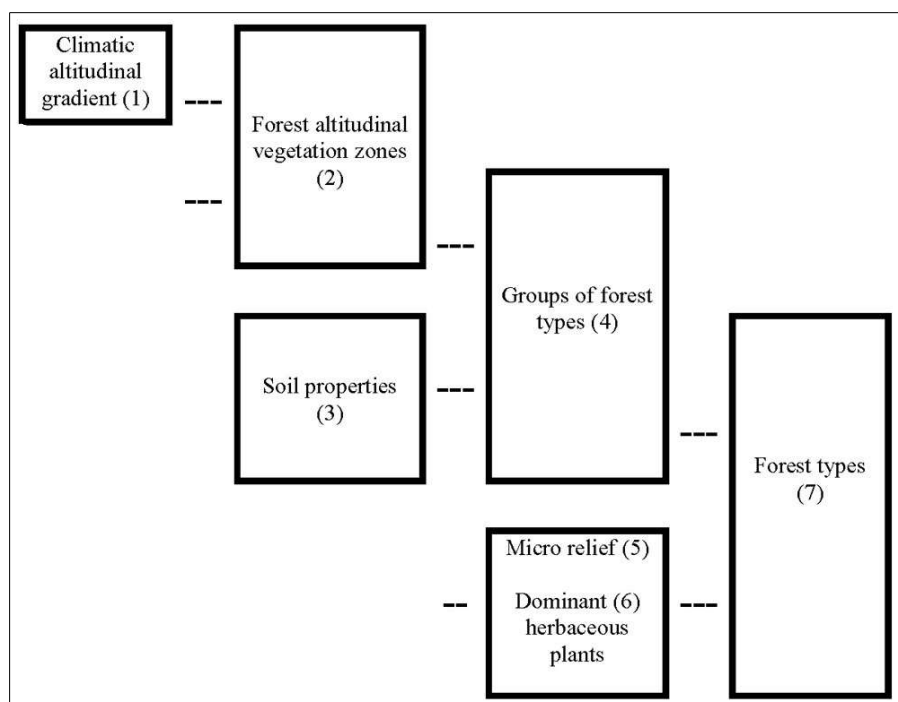 Climatic
altitudinal
gradient (1)
Forest altitudinal
vegetation zones
(2)
Soil properties
(3)
Groups of forest
types (4)
Micro relief (5)
Dominant (6)
herbaceous
plants
Forest types
(7)